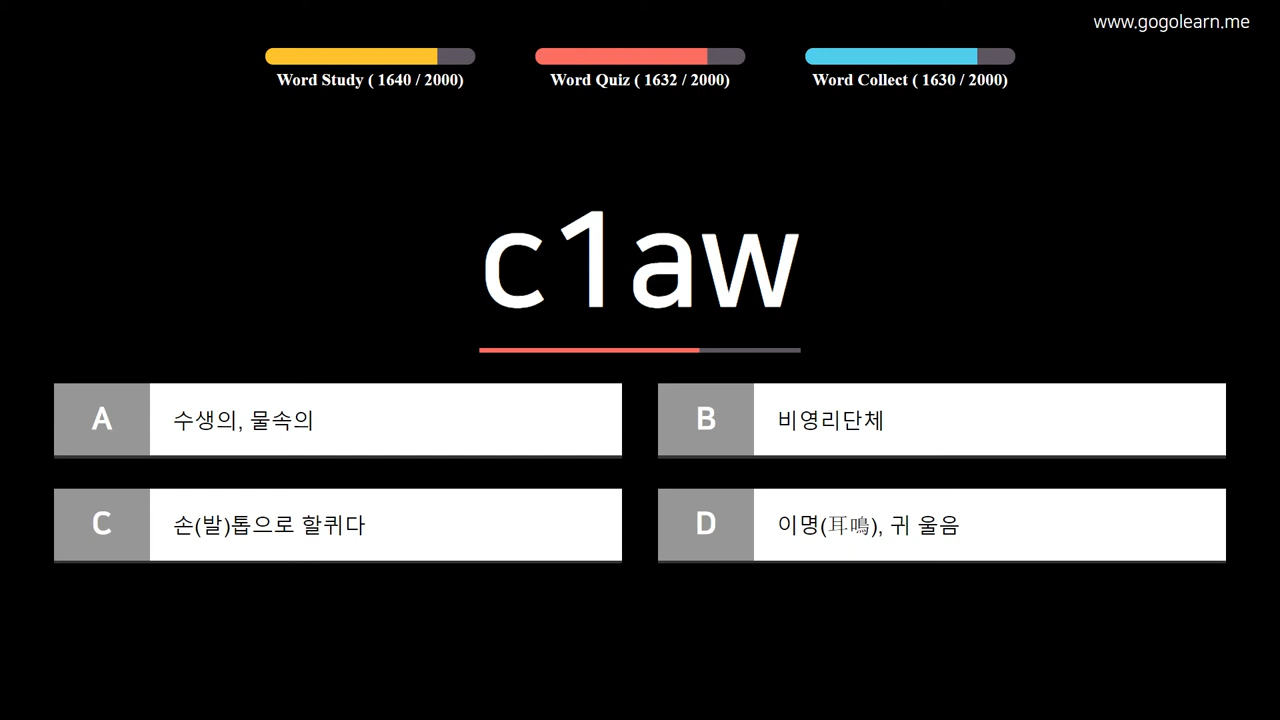 www.gogolearn.me
Word Study ( 1640 / 2000)
Word Quiz ( 1632 / 2000)
Word Collect ( 1630 / 2000)
c1aw
A 수생의, 물속의
B 비영리단체
C 손(발)톱으로 할퀴다
D 이명(耳鳴), 귀 울음